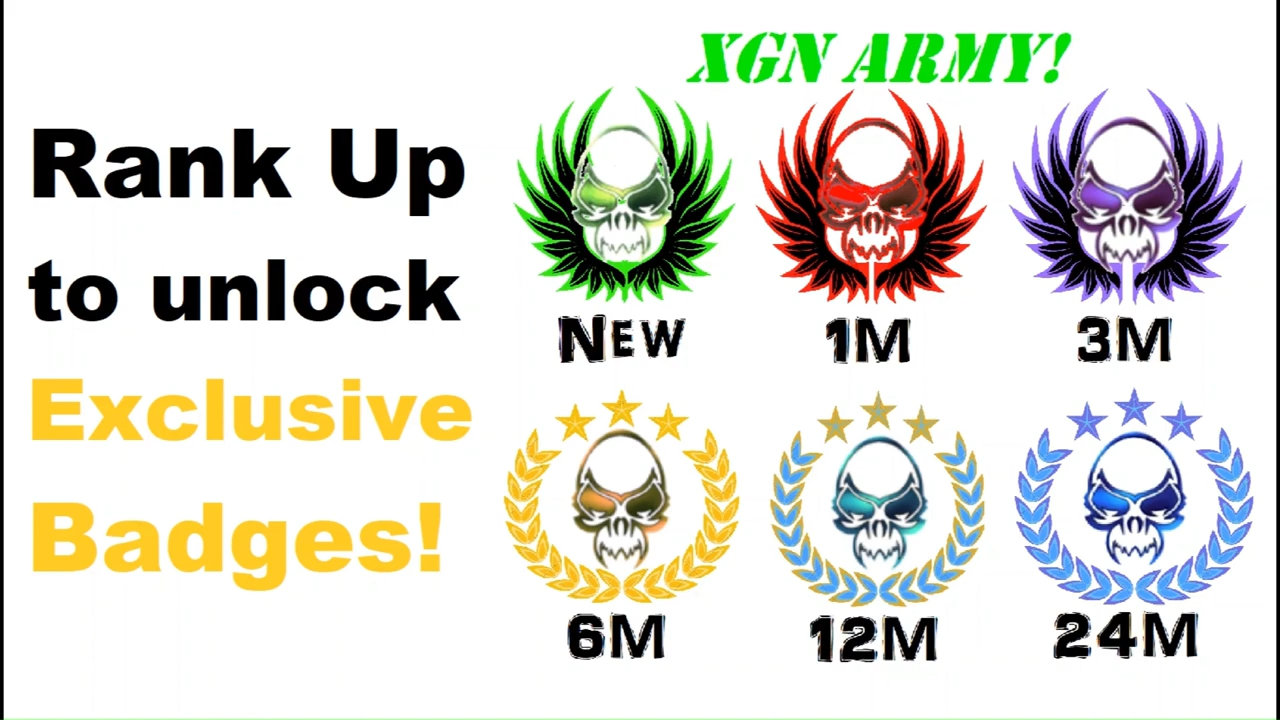 Rank Up
to unlock
Exclusive
Badges!
XGN ARMY!
NEW
1M
3M
6M
12M
24M